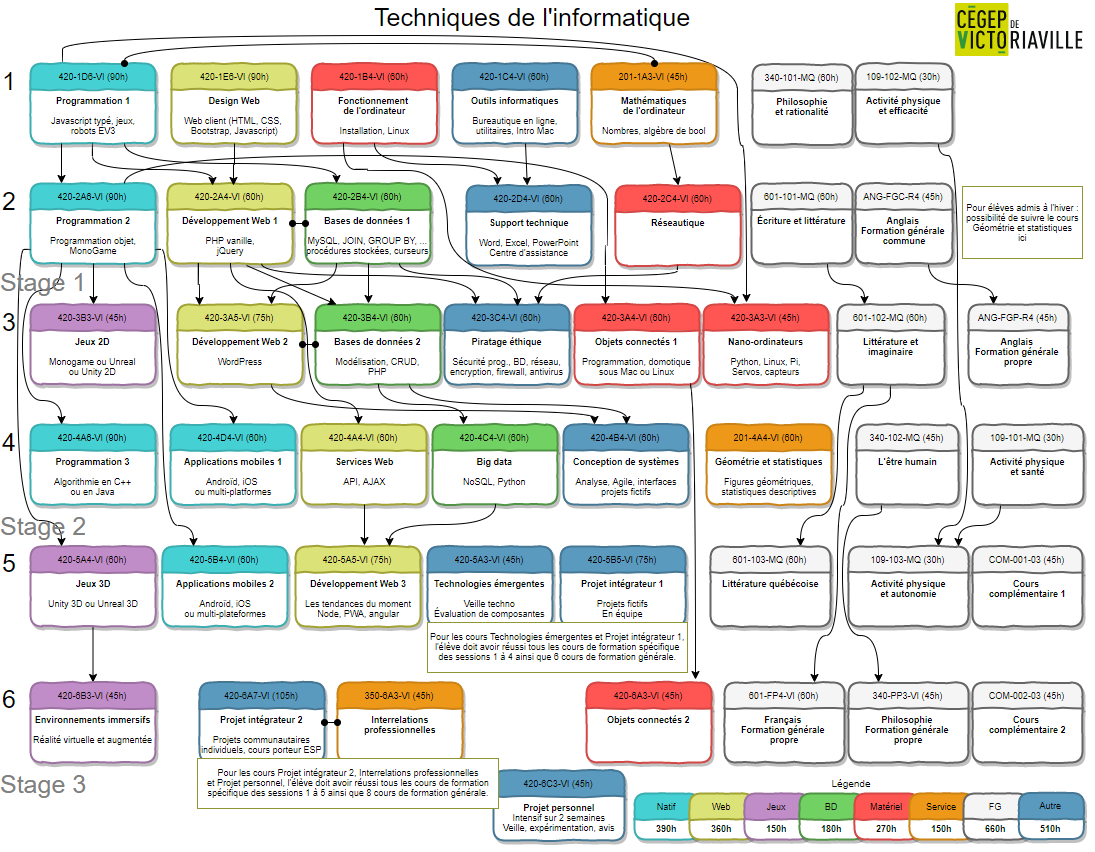 Techniques de l'informatique
CÉGEP DE
VICTORIAVILLE
1
420-1D6-VI (90h)
Programmation 1
Javascript typé, jeux,
robots EV3
420-1E6-VI (90h)
Design Web
Web client (HTML, CSS,
Bootstrap, Javascript)
420-1B4-VI (60h)
Fonctionnement
de l'ordinateur
Installation, Linux
420-1C4-VI (60h)
Outils informatiques
Bureautique en ligne,
utilitaires, Intro Mac
201-1A3-VI (45h)
Mathématiques
de l'ordinateur
Nombres, algèbre de bool
340-101-MQ (60h)
Philosophie
et rationalité
109-102-MQ (30h)
Activité physique
et efficacité
2
420-2A6-VI (90h)
Programmation 2
Programmation objet,
MonoGame
420-2A4-VI (60h)
Développement Web 1
PHP vanille,
jQuery
420-2B4-VI (60h)
Bases de données 1
MySQL, JOIN, GROUP BY, ...
procédures stockées, curseurs
420-2D4-VI (60h)
Support technique
Word, Excel, PowerPoint
Centre d'assistance
420-2C4-VI (60h)
Réseautique
601-101-MQ (60h)
Écriture et littérature
ANG-FGC-R4 (45h)
Anglais
Formation générale
commune
Pour élèves admis à l'hiver :
possibilité de suivre le cours
Géométrie et statistiques
ici
Stage 1
3
420-3B3-VI (45h)
Jeux 2D
Monogame ou Unreal
ou Unity 2D
420-3A5-VI (75h)
Développement Web 2
WordPress
420-3B4-VI (60h)
Bases de données 2
Modélisation, CRUD,
PHP
420-3C4-VI (60h)
Piratage éthique
Sécurité prog., BD, réseau,
encryption, firewall, antivirus
420-3A4-VI (60h)
Objets connectés 1
Programmation, domotique
sous Mac ou Linux
420-3A3-VI (45h)
Nano-ordinateurs
Python, Linux, Pi,
Servos, capteurs
601-102-MQ (60h)
Littérature et
imaginaire
ANG-FGP-R4 (45h)
Anglais
Formation générale
propre
4
420-4A6-VI (90h)
Programmation 3
Algorithmie en C++
ou en Java
420-4D4-VI (60h)
Applications mobiles 1
Androïd, iOS
ou multi-platformes
420-4A4-VI (60h)
Services Web
API, AJAX
420-4C4-VI (60h)
Big data
NoSQL, Python
420-4B4-VI (60h)
Conception de systèmes
Analyse, Agile, interfaces
projets fictifs
201-4A4-VI (60h)
Géométrie et statistiques
Figures géométriques,
statistiques descriptives
340-102-MQ (45h)
L'être humain
109-101-MQ (30h)
Activité physique
et santé
Stage 2
5
420-5A4-VI (60h)
Jeux 3D
Unity 3D ou Unreal 3D
420-5B4-VI (60h)
Applications mobiles 2
Androïd, iOS
ou multi-plateformes
420-5A5-VI (75h)
Développement Web 3
Les tendances du moment
Node, PWA, angular
420-5A3-VI (45h)
Technologies émergentes
Veille techno
Évaluation de composantes
420-5B5-VI (75h)
Projet intégrateur 1
Projets fictifs
En équipe
601-103-MQ (60h)
Littérature québécoise
109-103-MQ (30h)
Activité physique
et autonomie
COM-001-03 (45h)
Cours
complémentaire 1
Pour les cours Technologies émergentes et Projet intégrateur 1,
l'élève doit avoir réussi tous les cours de formation spécifique
des sessions 1 à 4 ainsi que 6 cours de formation générale.
6
420-6B3-VI (45h)
Environnements immersifs
Réalité virtuelle et augmentée
420-6A7-VI (105h)
Projet intégrateur 2
Projets communautaires
individuels, cours porteur ESP
350-6A3-VI (45h)
Interrelations
professionnelles
420-6A3-VI (45h)
Objets connectés 2
601-FP4-VI (60h)
Français
Formation générale
propre
340-PP3-VI (45h)
Philosophie
Formation générale
propre
COM-002-03 (45h)
Cours
complémentaire 2
Stage 3
Pour les cours Projet intégrateur 2, Interrelations professionnelles
et Projet personnel, l'élève doit avoir réussi tous les cours de formation
spécifique des sessions 1 à 5 ainsi que 8 cours de formation générale.
420-6C3-VI (45h)
Projet personnel
Intensif sur 2 semaines
Veille, expérimentation, avis
Légende
Natif Web Jeux BD Matériel Service FG Autre
390h 360h 150h 180h 270h 150h 660h 510h